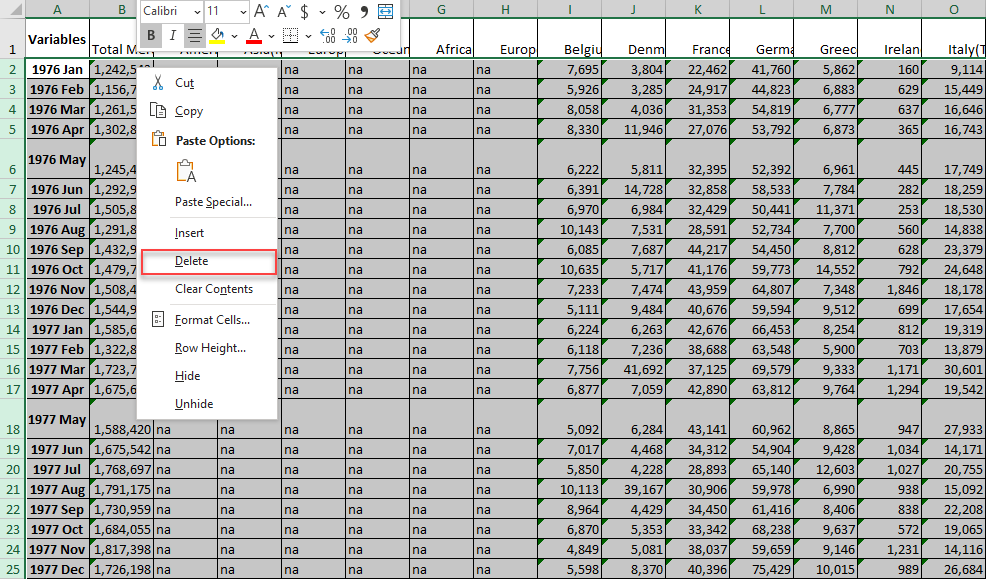 Calibri 11 A A $ % 9
B I A
A B G H I J K L M N O
1 Variables Total Me Africa Europ Belgiu Denm France Germa Greec Irelan Italy(T
2 1976 Jan 1,242,5 na na na na 7,695 3,804 22,462 41,760 5,862 160 9,114
3 1976 Feb 1,156,7 na na na na 5,926 3,285 24,917 44,823 6,883 629 15,449
4 1976 Mar 1,261,5 na na na na 8,058 4,036 31,353 54,819 6,777 637 16,646
5 1976 Apr 1,302,8 na na na na 8,330 11,946 27,076 53,792 6,873 365 16,743
6 1976 May 1,245,4 na na na na 6,222 5,811 32,395 52,392 6,961 445 17,749
7 1976 Jun 1,292,9 na na na na 6,391 14,728 32,858 58,533 7,784 282 18,259
8 1976 Jul 1,505,8 na na na na 6,970 6,984 32,429 50,441 11,371 253 18,530
9 1976 Aug 1,291,8 na na na na 10,143 7,531 28,591 52,734 7,700 560 14,838
10 1976 Sep 1,432,9 na na na na 6,085 7,687 44,217 54,450 8,812 628 23,379
11 1976 Oct 1,479,7 na na na na 10,635 5,717 41,176 59,773 14,552 792 24,648
12 1976 Nov 1,508,4 na na na na 7,233 7,474 43,959 64,807 7,348 1,846 18,178
13 1976 Dec 1,544,9 na na na na 5,111 9,484 40,676 59,594 9,512 699 17,654
14 1977 Jan 1,585,6 na na na na 6,224 6,263 42,676 66,453 8,254 812 19,319
15 1977 Feb 1,322,8 na na na na 6,118 7,236 38,688 63,548 5,900 703 13,879
16 1977 Mar 1,723,7 na na na na 7,756 41,692 37,125 69,579 9,333 1,171 30,601
17 1977 Apr 1,675,6 na na na na 6,877 7,059 42,890 63,812 9,764 1,294 19,542
18 1977 May 1,588,420 na na na na na na 5,092 6,284 43,141 60,962 8,865 947 27,933
19 1977 Jun 1,675,542 na na na na na na 7,017 4,468 34,312 54,904 9,428 1,034 14,171
20 1977 Jul 1,768,697 na na na na na na 5,850 4,228 28,893 65,140 12,603 1,027 20,755
21 1977 Aug 1,791,175 na na na na na na 10,113 39,167 30,906 59,978 6,990 938 15,092
22 1977 Sep 1,730,959 na na na na na na 8,964 4,429 34,450 61,416 8,406 838 22,208
23 1977 Oct 1,684,055 na na na na na na 6,870 5,353 33,342 68,238 9,637 572 19,065
24 1977 Nov 1,817,398 na na na na na na 4,849 5,081 38,037 59,659 9,146 1,231 14,116
25 1977 Dec 1,726,198 na na na na na na 5,598 8,370 40,396 75,429 10,015 989 26,684
Cut
Copy
Paste Options:
A
Paste Special...
Insert
Delete
Clear Contents
Format Cells...
Row Height...
Hide
Unhide